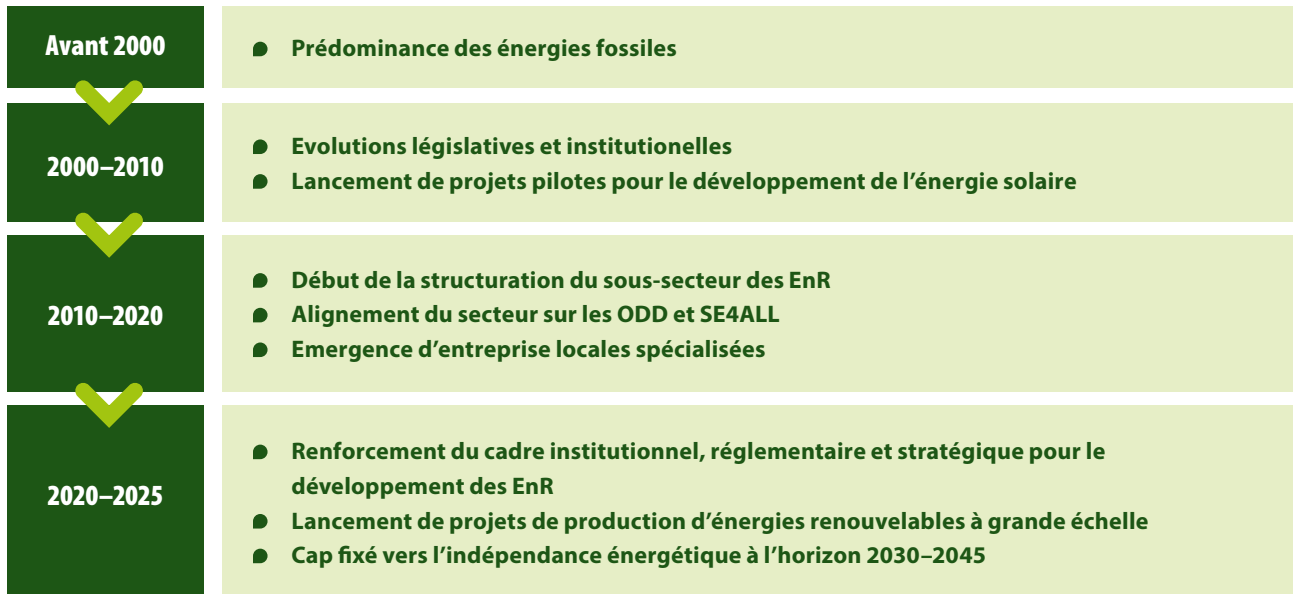 Avant 2000
Prédominance des énergies fossiles
2000–2010
Evolutions législatives et institutionelles
Lancement de projets pilotes pour le développement de l’énergie solaire
2010–2020
Début de la structuration du sous-secteur des EnR
Alignement du secteur sur les ODD et SE4ALL
Emergence d’entreprise locales spécialisées
2020–2025
Renforcement du cadre institutionnel, réglementaire et stratégique pour le
développement des EnR
Lancement de projets de production d’énergies renouvelables à grande échelle
Cap fixé vers l’indépendance énergétique à l’horizon 2030–2045